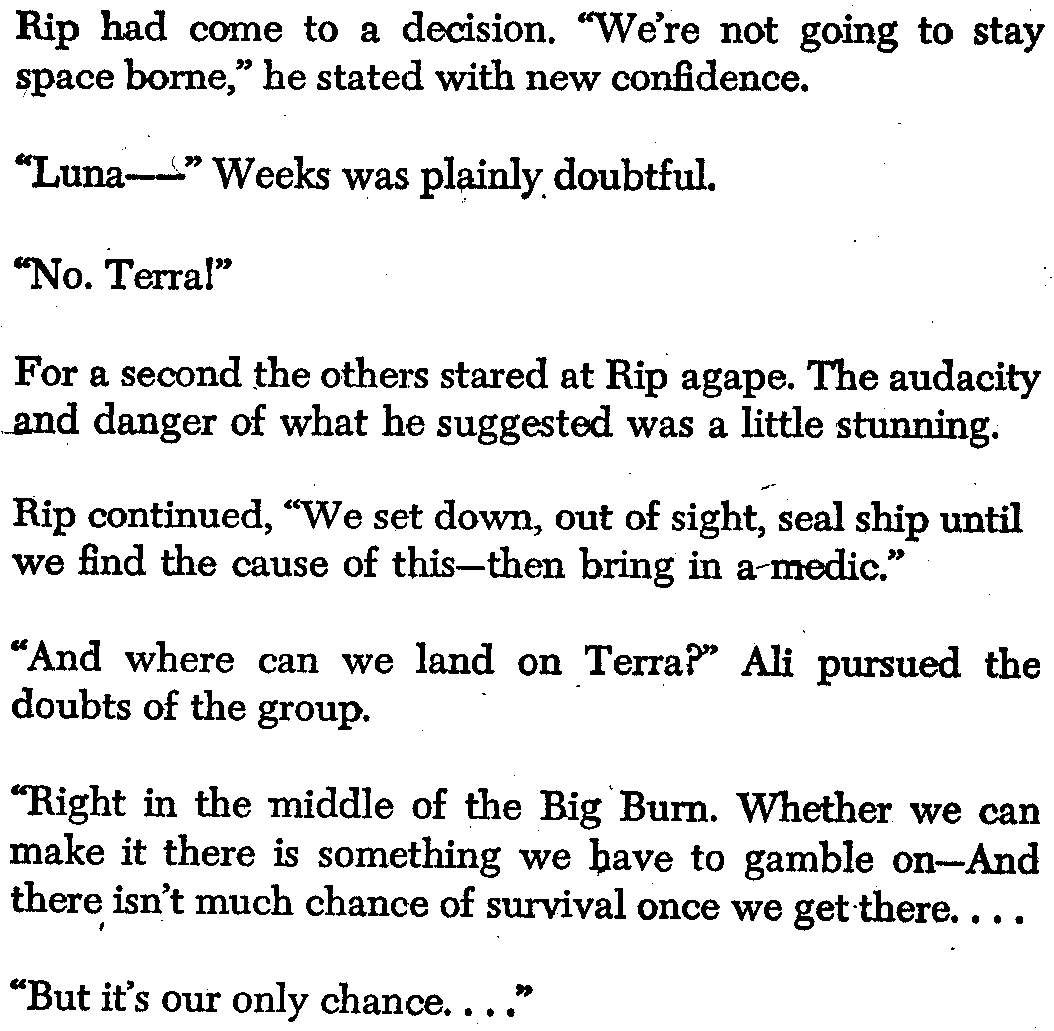 Rip had come to a decision. “We’re not going to stay
space borne,” he stated with new confidence.
“Luna——” Weeks was plainly doubtful.
“No. Terra!”
For a second the others stared at Rip agape. The audacity
and danger of what he suggested was a little stunning.
Rip continued, “We set down, out of sight, seal ship until
we find the cause of this—then bring in a medic.”
“And where can we land on Terra?” Ali pursued the
doubts of the group.
“Right in the middle of the Big Burn. Whether we can
make it there is something we have to gamble on—And
there isn’t much chance of survival once we get there. . . .
“But it’s our only chance. . . .”